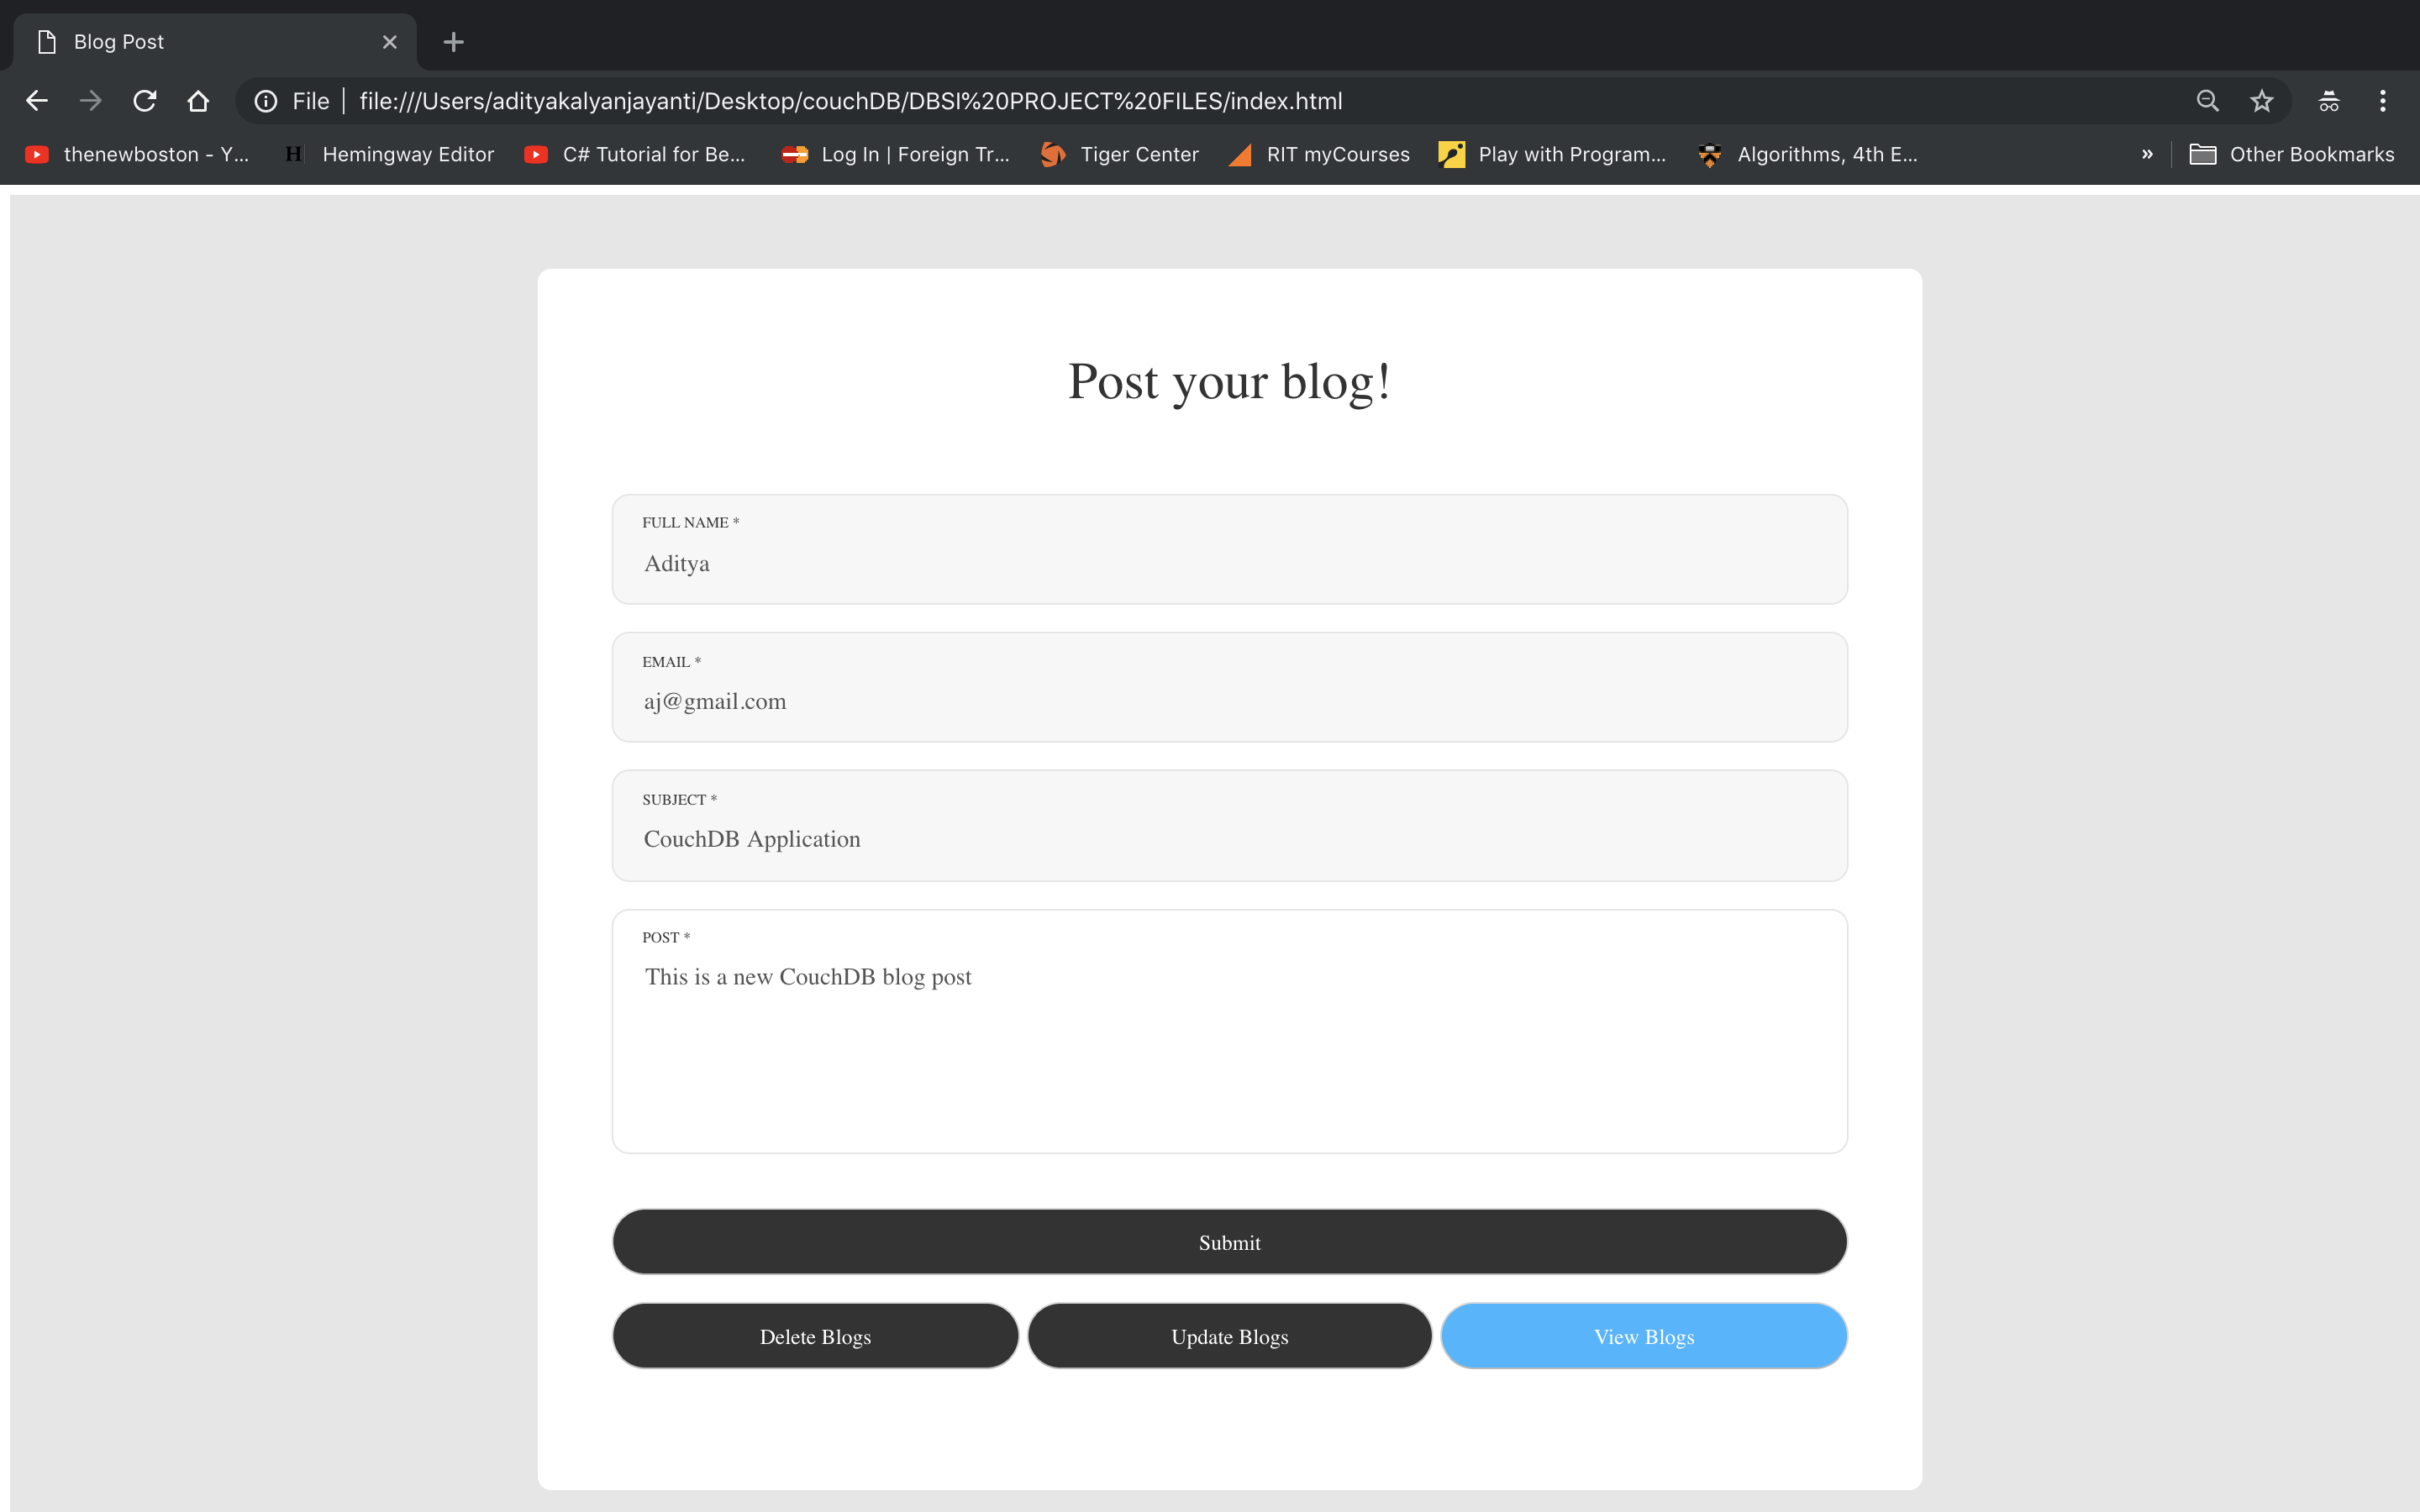 Blog Post
File | file:///Users/adityakalyanjayanti/Desktop/couchDB/DBSI%20PROJECT%20FILES/index.html
thenewboston - Y... H Hemingway Editor C# Tutorial for Be... Log In | Foreign Tr... Tiger Center RIT myCourses Play with Program... Algorithms, 4th E... » Other Bookmarks
Post your blog!
FULL NAME *
Aditya
EMAIL *
aj@gmail.com
SUBJECT *
CouchDB Application
POST *
This is a new CouchDB blog post
Submit
Delete Blogs Update Blogs View Blogs